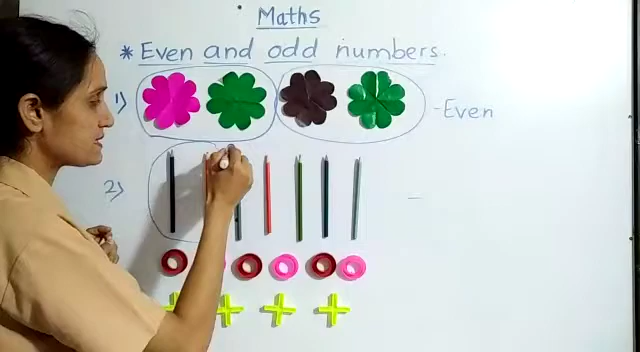 Maths
* Even and odd numbers.
1) -Even
2) -